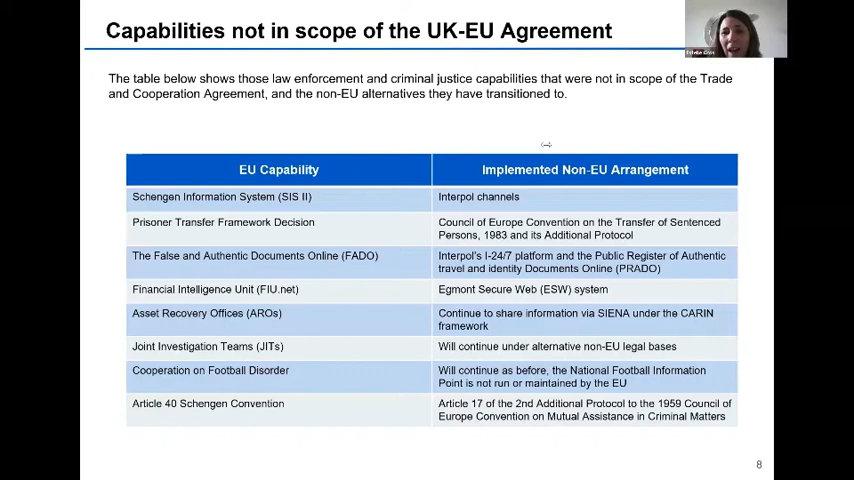 Capabilities not in scope of the UK-EU Agreement
The table below shows those law enforcement and criminal justice capabilities that were not in scope of the Trade
and Cooperation Agreement, and the non-EU alternatives they have transitioned to.
EU Capability
Implemented Non-EU Arrangement
Schengen Information System (SIS II)
Interpol channels
Prisoner Transfer Framework Decision
Council of Europe Convention on the Transfer of Sentenced
Persons, 1983 and its Additional Protocol
The False and Authentic Documents Online (FADO)
Interpol's I-24/7 platform and the Public Register of Authentic
travel and identity Documents Online (PRADO)
Financial Intelligence Unit (FIU.net)
Egmont Secure Web (ESW) system
Asset Recovery Offices (AROs)
Continue to share information via SIENA under the CARIN
framework
Joint Investigation Teams (JITs)
Will continue under alternative non-EU legal bases
Cooperation on Football Disorder
Will continue as before, the National Football Information
Point is not run or maintained by the EU
Article 40 Schengen Convention
Article 17 of the 2nd Additional Protocol to the 1959 Council of
Europe Convention on Mutual Assistance in Criminal Matters
8